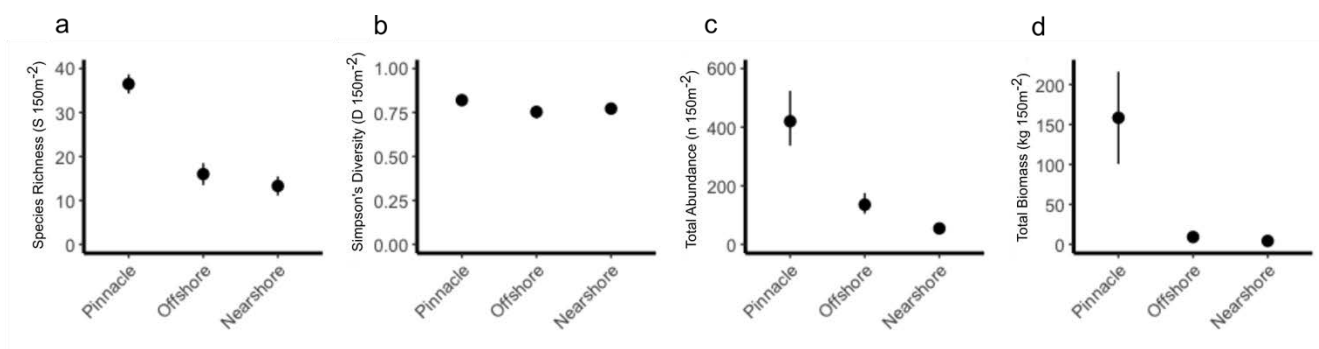 a
b
c
d
Species Richness (S 150m-2)
40
30
20
10
0
Pinnacle
Offshore
Nearshore
Simpson's Diversity (D 150m-2)
1.00
0.75
0.50
0.25
0.00
Pinnacle
Offshore
Nearshore
Total Abundance (n 150m-2)
600
400
200
0
Pinnacle
Offshore
Nearshore
Total Biomass (kg 150m-2)
200
150
100
50
0
Pinnacle
Offshore
Nearshore